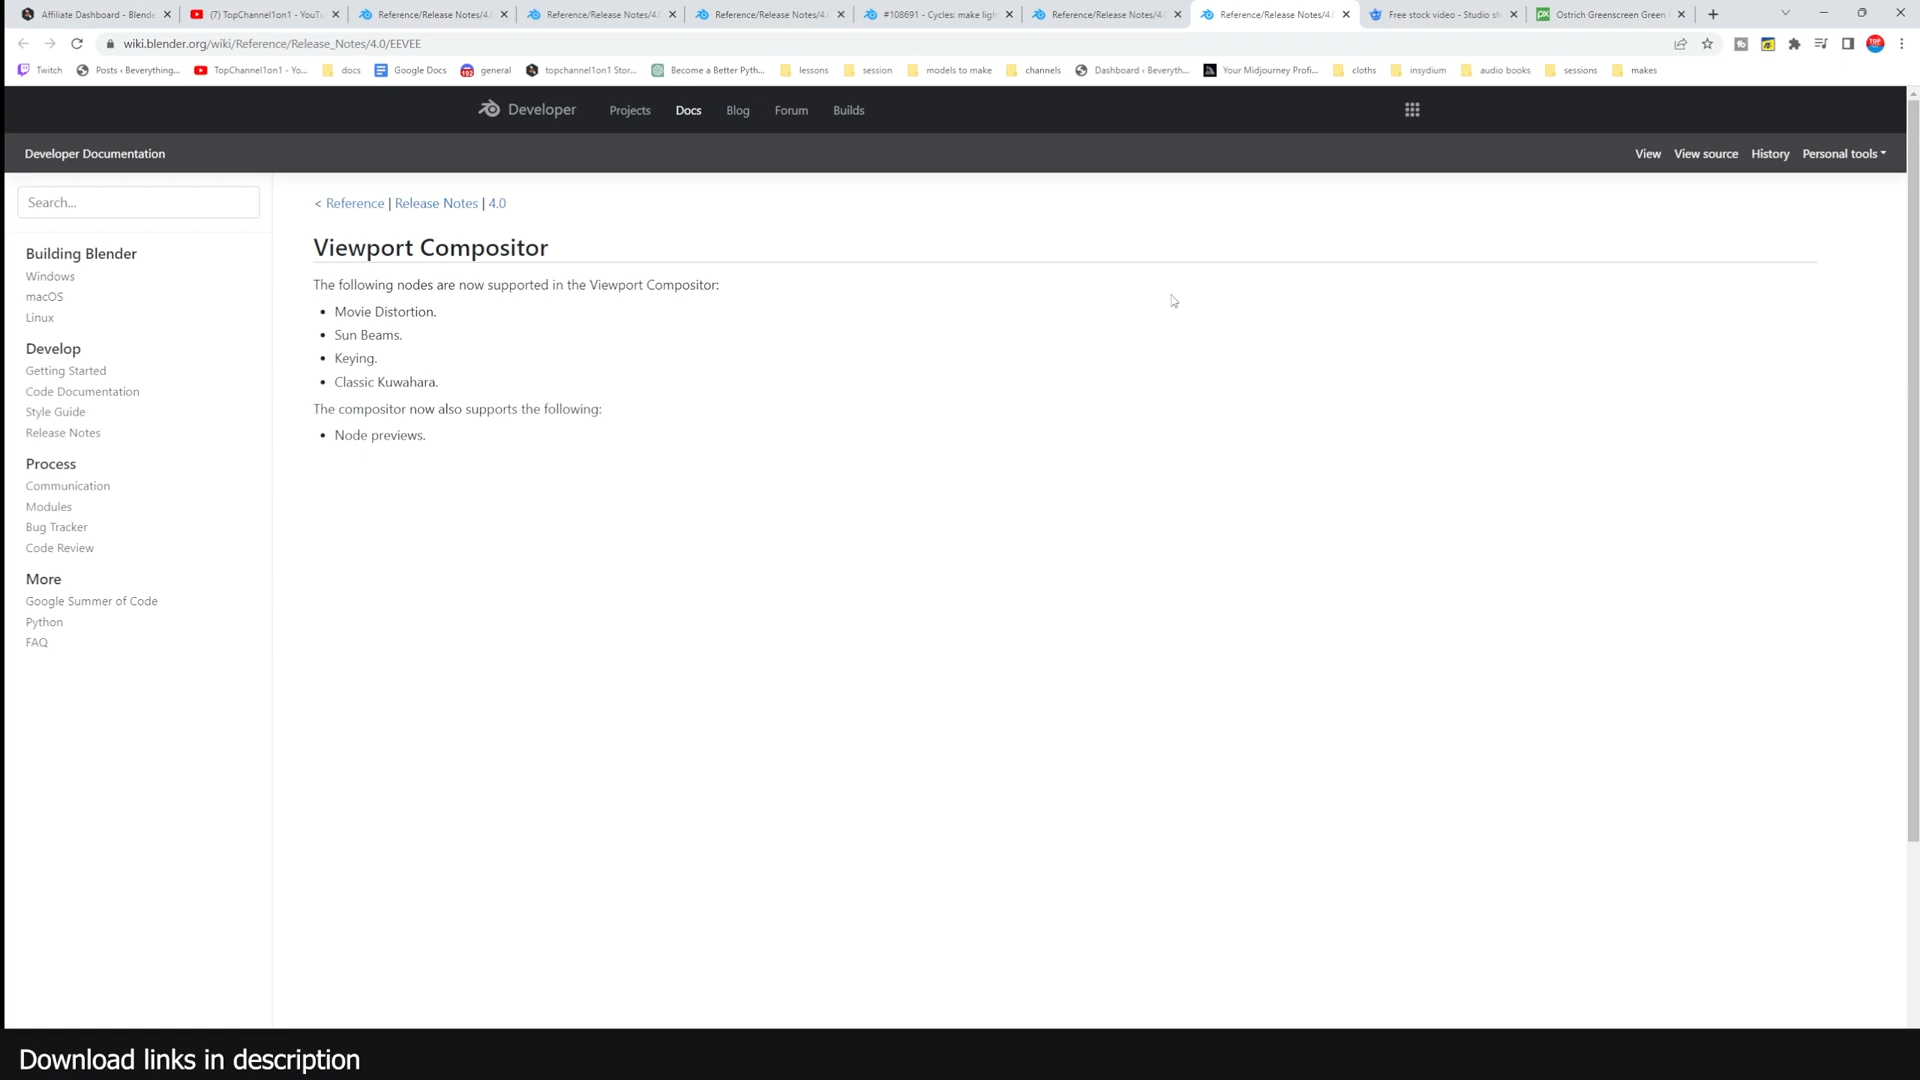 Affiliate Dashboard - Blende
(7) TopChannel1on1 - YouTu
Reference/Release Notes/4.
Reference/Release Notes/4.
Reference/Release Notes/4.
#108691 - Cycles: make ligh
Reference/Release Notes/4.
Reference/Release Notes/4.
Free stock video - Studio sh
Ostrich Greenscreen Green
wiki.blender.org/wiki/Reference/Release_Notes/4.0/EEVEE
Twitch
Posts ‹ Beverything...
TopChannel1on1 - Yo...
docs
Google Docs
192
general
topchannel1on1 Stor...
Become a Better Pyth...
lessons
session
models to make
channels
Dashboard ‹ Beveryth...
Your Midjourney Profi...
cloths
insydium
audio books
sessions
makes
Developer
Projects
Docs
Blog
Forum
Builds
Developer Documentation
View
View source
History
Personal tools
Search...
Building Blender
Windows
macOS
Linux
Develop
Getting Started
Code Documentation
Style Guide
Release Notes
Process
Communication
Modules
Bug Tracker
Code Review
More
Google Summer of Code
Python
FAQ
< Reference | Release Notes | 4.0
Viewport Compositor
The following nodes are now supported in the Viewport Compositor:
• Movie Distortion.
• Sun Beams.
• Keying.
• Classic Kuwahara.
The compositor now also supports the following:
• Node previews.
Download links in description